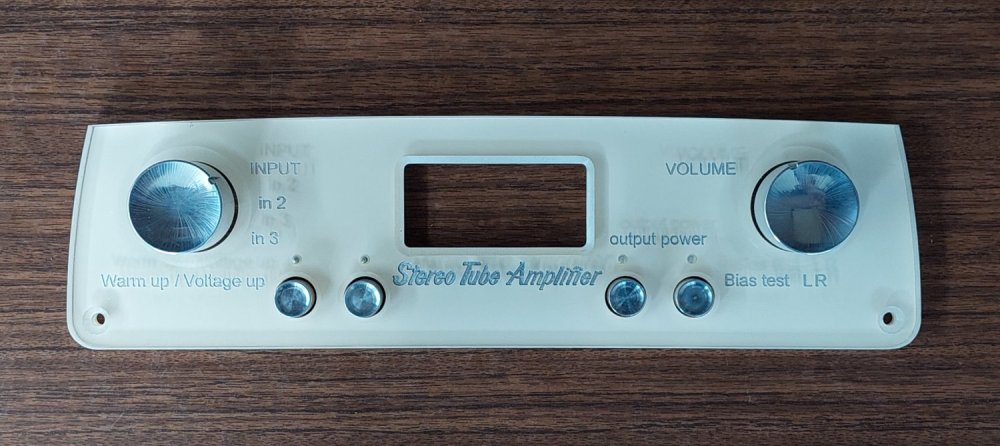 INPUT
in 2
in 3
VOLUME
output power
Warm up / Voltage up
Stereo Tube Amplifier
Bias test LR